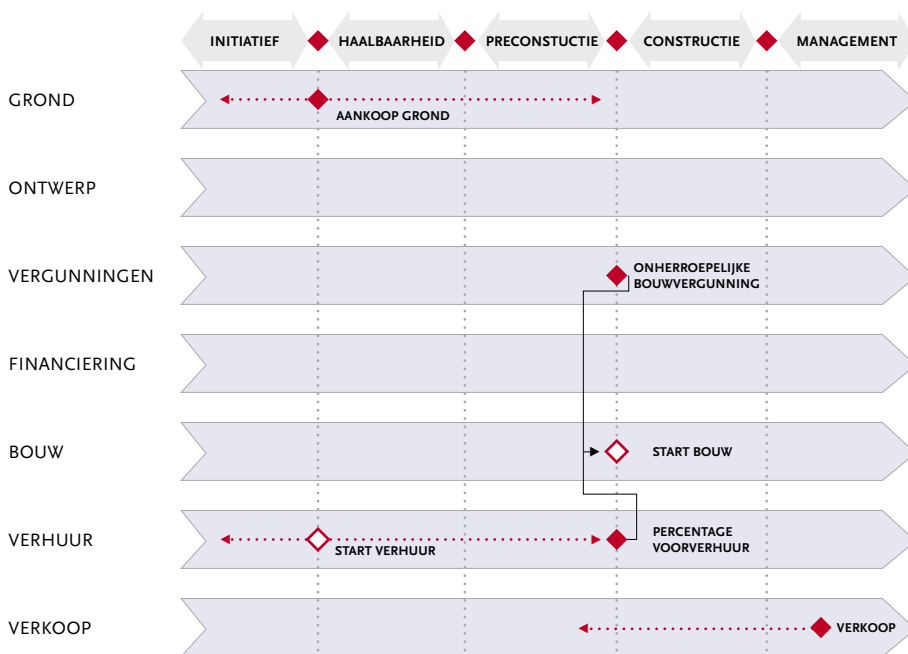 INITIATIEF HAALBAARHEID PRECONSTUCTIE CONSTRUCTIE MANAGEMENT
GROND
AANKOOP GROND
ONTWERP
VERGUNNINGEN
ONHERROEPELIJKE
BOUWVERGUNNING
FINANCIERING
BOUW
START BOUW
VERHUUR
START VERHUUR
PERCENTAGE
VOORVERHUUR
VERKOOP
VERKOOP